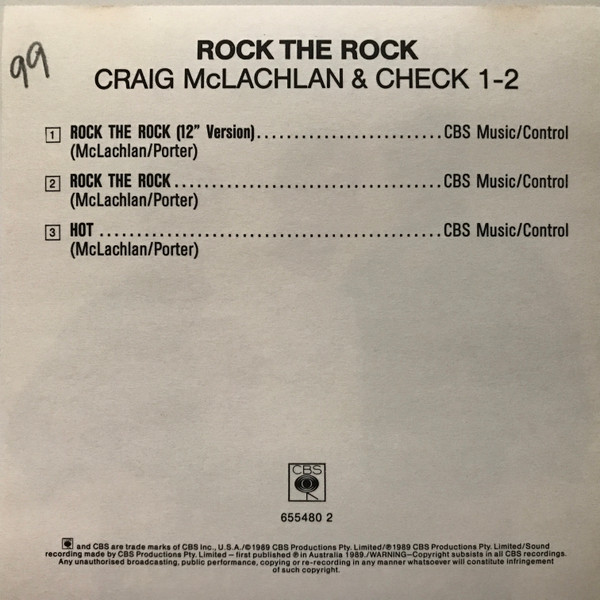 99
ROCK THE ROCK
CRAIG McLACHLAN & CHECK 1-2
1 ROCK THE ROCK (12” Version)........................CBS Music/Control
(McLachlan/Porter)
2 ROCK THE ROCK....................................CBS Music/Control
(McLachlan/Porter)
3 HOT ..............................................CBS Music/Control
(McLachlan/Porter)
CBS
655480 2
and CBS are trade marks of CBS Inc., U.S.A./©1989 CBS Productions Pty. Limited/℗1989 CBS Productions Pty. Limited/Sound
recording made by CBS Productions Pty. Limited – first published ℗ in Australia 1989./WARNING–Copyright subsists in all CBS recordings.
Any unauthorised broadcasting, public performance, copying or re-recording in any manner whatsoever will constitute infringement
of such copyright.